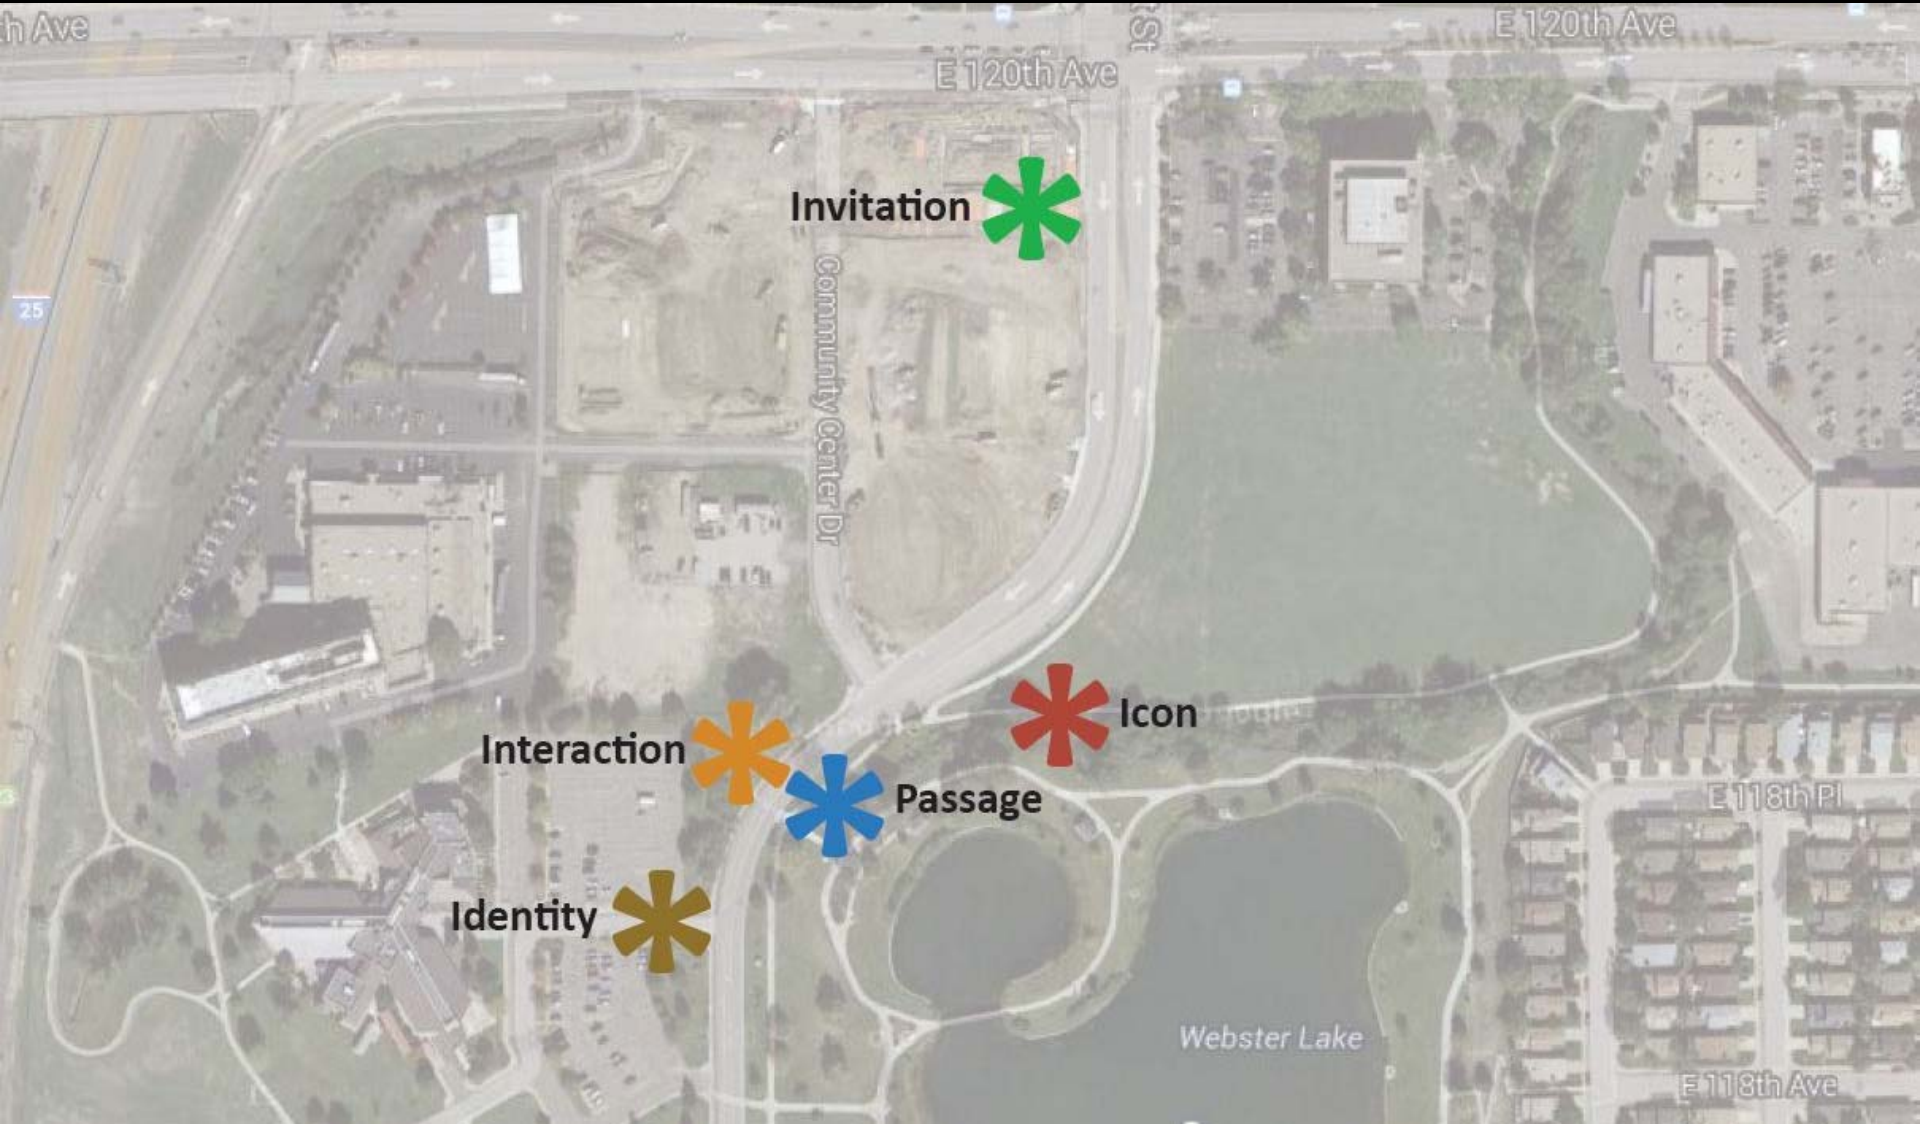 h Ave
E 120th Ave
E 120th Ave
t St
Invitation
Community Center Dr
25
Icon
Interaction
Passage
E 118th Pl
Identity
Webster Lake
E 118th Ave